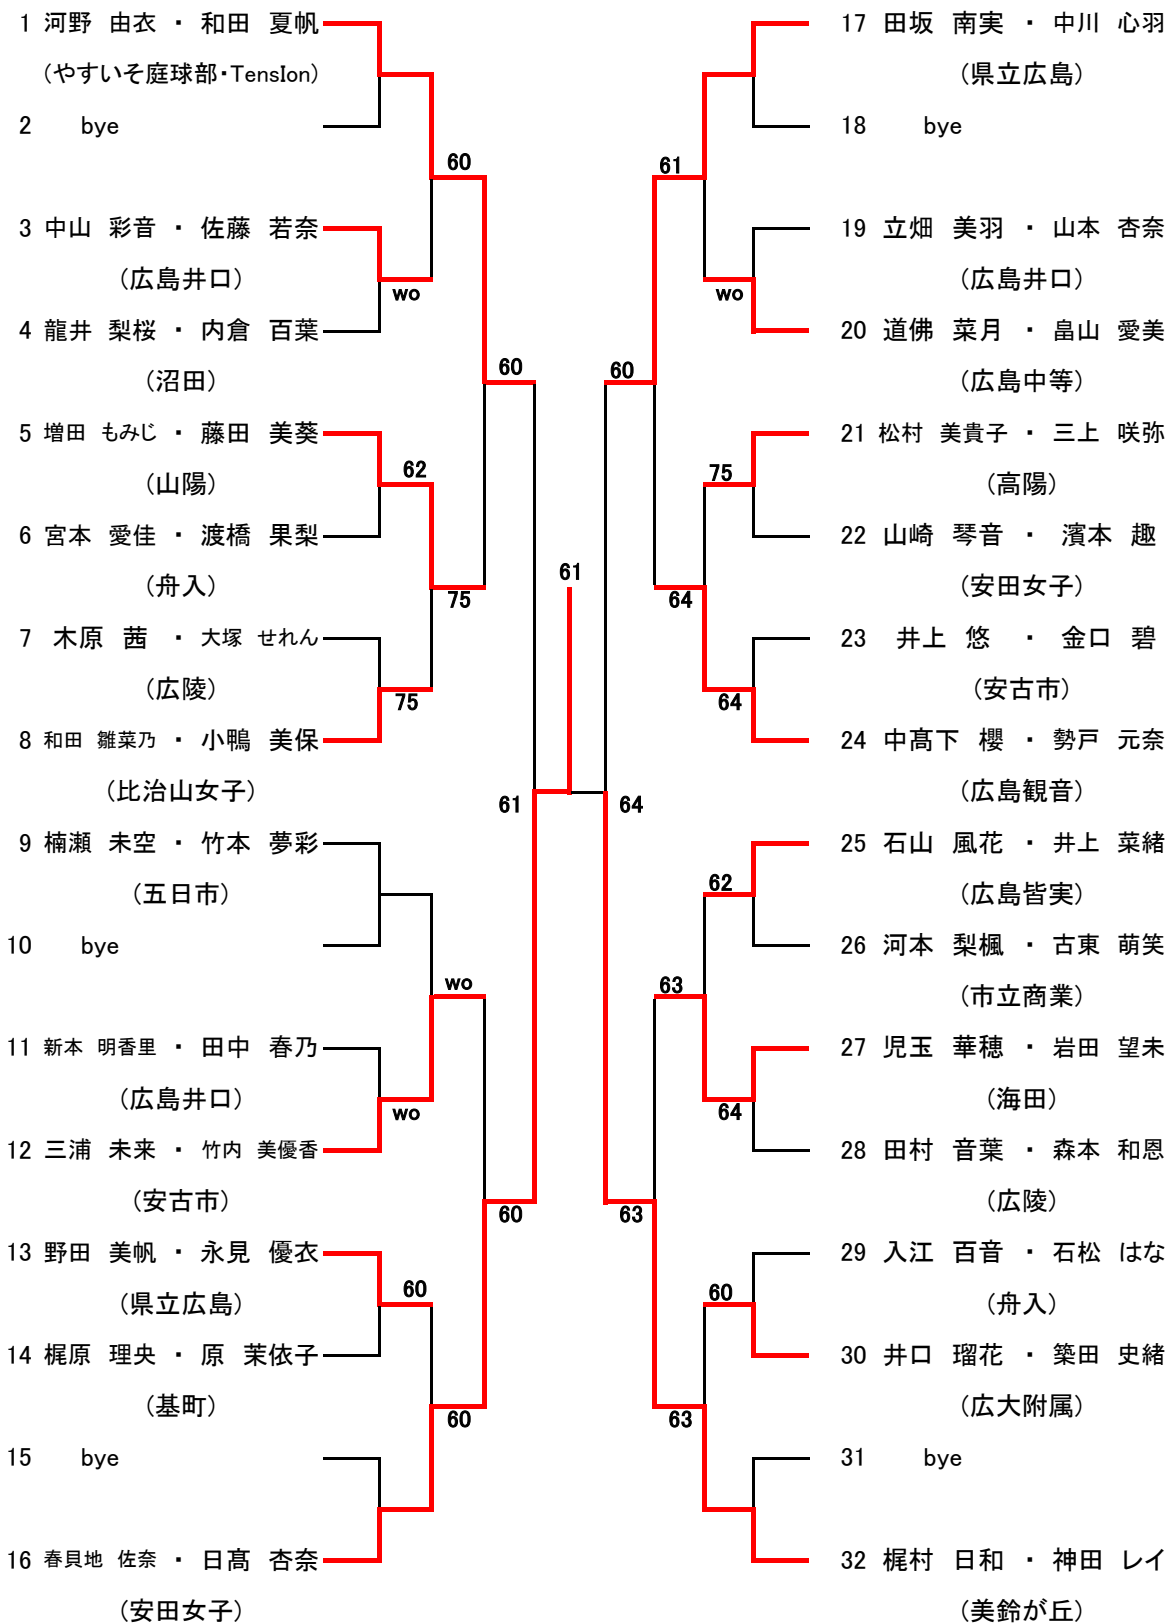 1 河野 由衣 ・ 和田 夏帆
(やすいそ庭球部・TensIon)
2 bye
60
3 中山 彩音 ・ 佐藤 若奈
(広島井口)
wo
4 龍井 梨桜 ・ 内倉 百葉
(沼田)
60
5 増田 もみじ ・ 藤田 美葵
(山陽)
62
6 宮本 愛佳 ・ 渡橋 果梨
(舟入)
75
7 木原 茜 ・ 大塚 せれん
(広陵)
75
8 和田 雛菜乃 ・ 小鴨 美保
(比治山女子)
61
9 楠瀬 未空 ・ 竹本 夢彩
(五日市)
10 bye
wo
11 新本 明香里 ・ 田中 春乃
(広島井口)
wo
12 三浦 未来 ・ 竹内 美優香
(安古市)
60
13 野田 美帆 ・ 永見 優衣
(県立広島)
60
14 梶原 理央 ・ 原 茉依子
(基町)
60
15 bye
16 春貝地 佐奈 ・ 日髙 杏奈
(安田女子)
61
17 田坂 南実 ・ 中川 心羽
(県立広島)
18 bye
61
19 立畑 美羽 ・ 山本 杏奈
(広島井口)
wo
20 道佛 菜月 ・ 畠山 愛美
(広島中等)
60
21 松村 美貴子 ・ 三上 咲弥
(高陽)
75
22 山崎 琴音 ・ 濱本 趣
(安田女子)
64
23 井上 悠 ・ 金口 碧
(安古市)
64
24 中髙下 櫻 ・ 勢戸 元奈
(広島観音)
64
25 石山 風花 ・ 井上 菜緒
(広島皆実)
62
26 河本 梨楓 ・ 古東 萌笑
(市立商業)
63
27 児玉 華穂 ・ 岩田 望未
(海田)
64
28 田村 音葉 ・ 森本 和恩
(広陵)
63
29 入江 百音 ・ 石松 はな
(舟入)
60
30 井口 瑠花 ・ 築田 史緒
(広大附属)
63
31 bye
32 梶村 日和 ・ 神田 レイ
(美鈴が丘)